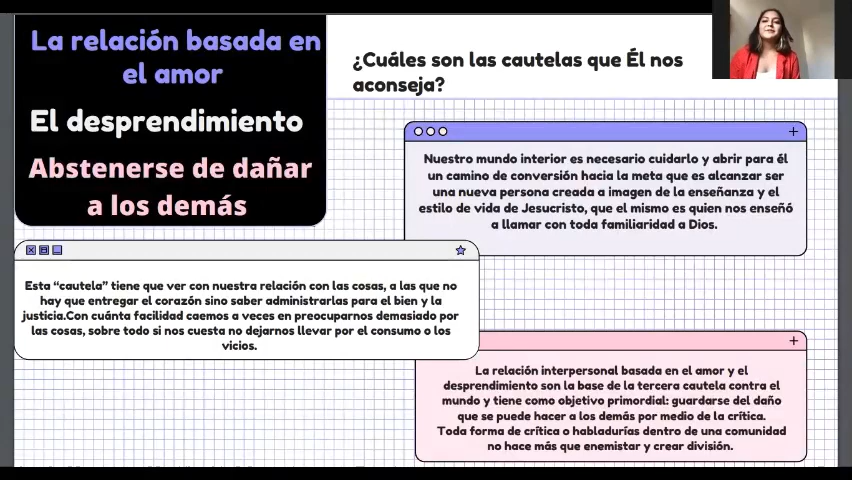 La relación basada en
el amor
El desprendimiento
Abstenerse de dañar
a los demás
¿Cuáles son las cautelas que Él nos
aconseja?
Nuestro mundo interior es necesario cuidarlo y abrir para él
un camino de conversión hacia la meta que es alcanzar ser
una nueva persona creada a imagen de la enseñanza y el
estilo de vida de Jesucristo, que el mismo es quien nos enseñó
a llamar con toda familiaridad a Dios.
Esta “cautela” tiene que ver con nuestra relación con las cosas, a las que no
hay que entregar el corazón sino saber administrarlas para el bien y la
justicia.Con cuánta facilidad caemos a veces en preocuparnos demasiado por
las cosas, sobre todo si nos cuesta no dejarnos llevar por el consumo o los
vicios.
La relación interpersonal basada en el amor y el
desprendimiento son la base de la tercera cautela contra el
mundo y tiene como objetivo primordial: guardarse del daño
que se puede hacer a los demás por medio de la crítica.
Toda forma de crítica o habladurías dentro de una comunidad
no hace más que enemistar y crear división.